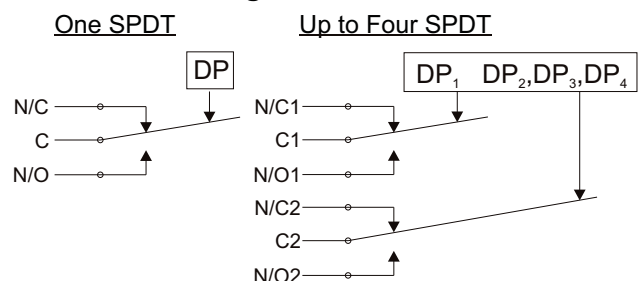 One SPDT
Up to Four SPDT
DP
DP₁ DP₂,DP₃,DP₄
N/C
C
N/O
N/C1
C1
N/O1
N/C2
C2
N/O2